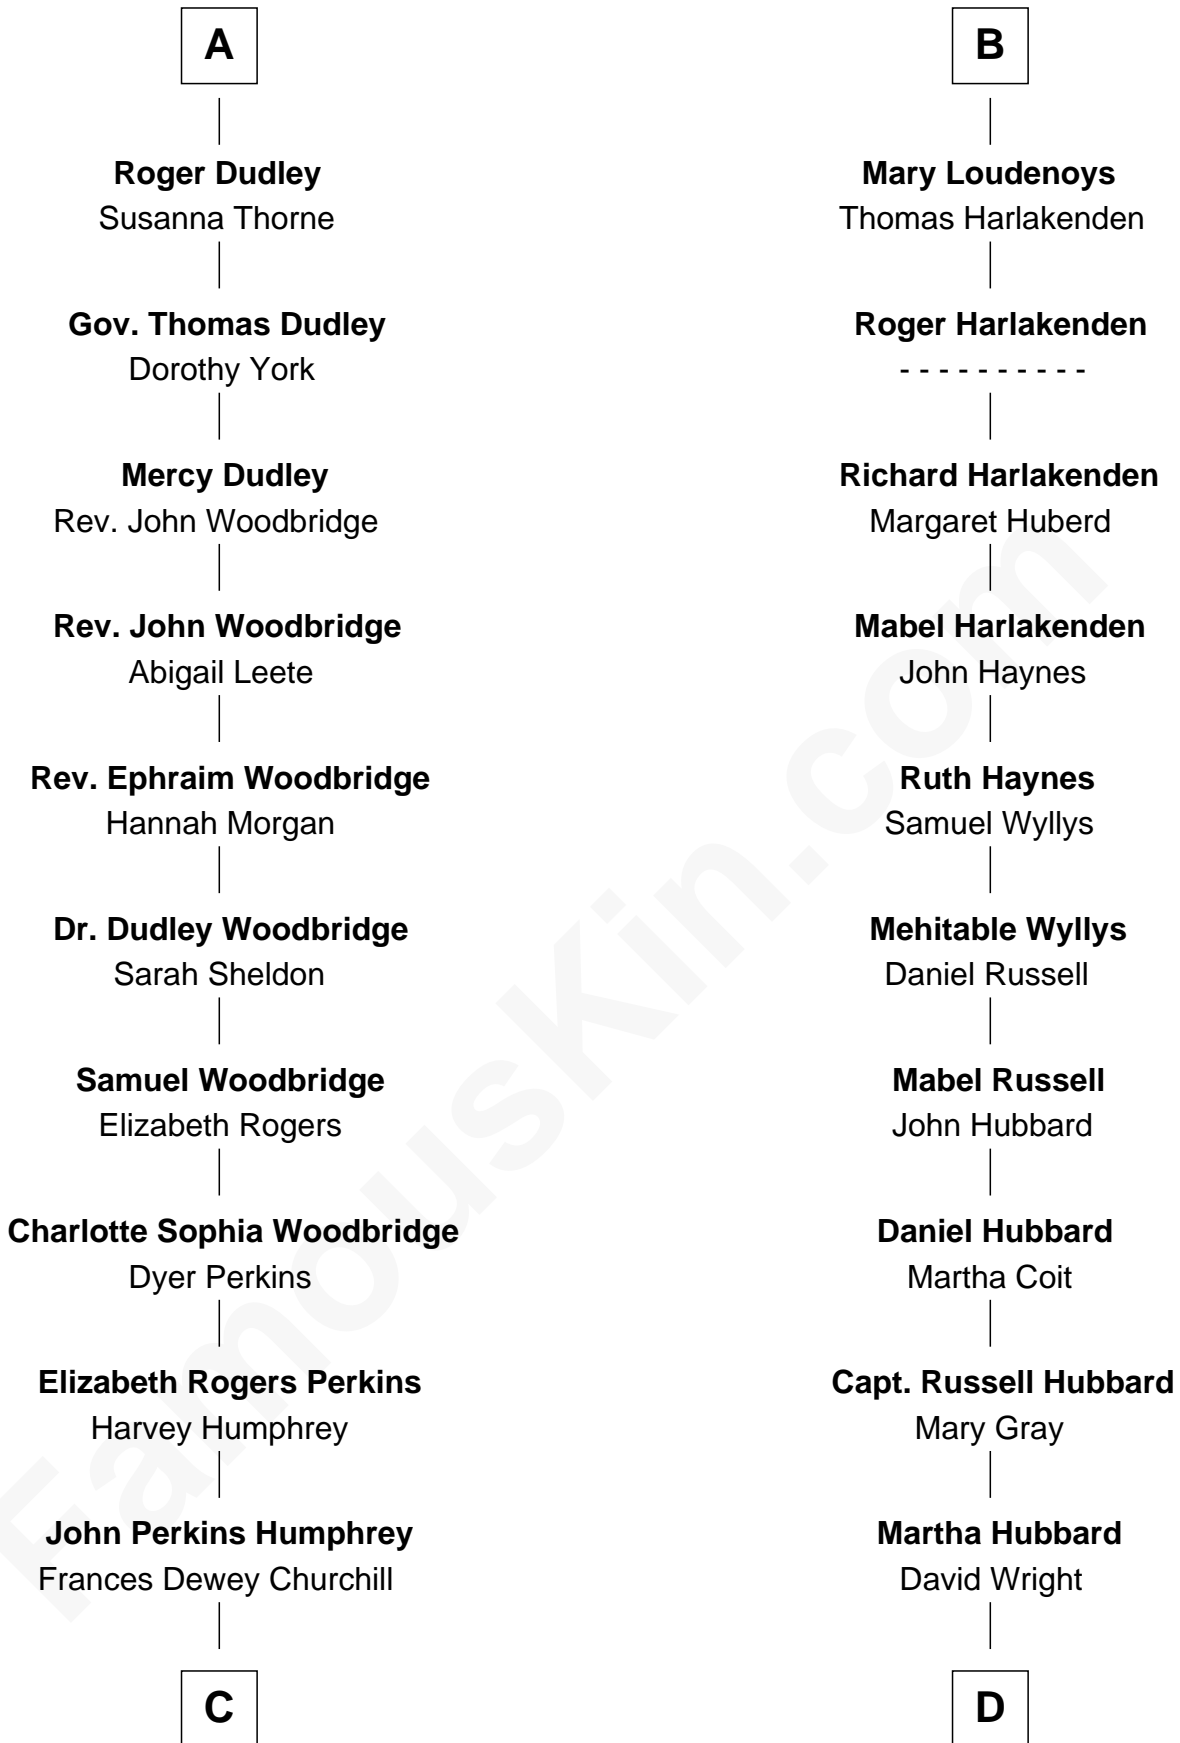 A
Roger Dudley
Susanna Thorne
Gov. Thomas Dudley
Dorothy York
Mercy Dudley
Rev. John Woodbridge
Rev. John Woodbridge
Abigail Leete
Rev. Ephraim Woodbridge
Hannah Morgan
Dr. Dudley Woodbridge
Sarah Sheldon
Samuel Woodbridge
Elizabeth Rogers
Charlotte Sophia Woodbridge
Dyer Perkins
Elizabeth Rogers Perkins
Harvey Humphrey
John Perkins Humphrey
Frances Dewey Churchill
C
B
Mary Loudenoys
Thomas Harlakenden
Roger Harlakenden
- - - - - - - - - -
Richard Harlakenden
Margaret Huberd
Mabel Harlakenden
John Haynes
Ruth Haynes
Samuel Wyllys
Mehitable Wyllys
Daniel Russell
Mabel Russell
John Hubbard
Daniel Hubbard
Martha Coit
Capt. Russell Hubbard
Mary Gray
Martha Hubbard
David Wright
D
FamousKin.com